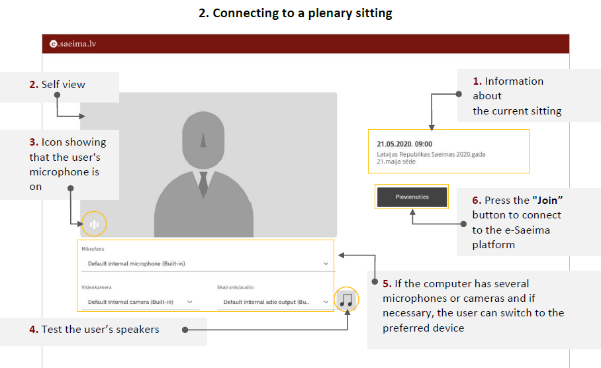 2. Connecting to a plenary sitting
e.saeima.lv
2. Self view
1. Information
about
the current sitting
3. Icon showing
that the user's
microphone is
on
21.05.2020. 09:00
Latvijas Republikas Saeimas 2020.gada
21.maija sēde
Pievienoties
6. Press the "Join”
button to connect
to the e-Saeima
platform
Mikrofons
Default internal microphone (Built-in)
Videokamera
Skaļrunis/audio
Default internal camera (Built-in)
Default internal adio output (Bu..
5. If the computer has several
microphones or cameras and if
necessary, the user can switch to the
preferred device
4. Test the user’s speakers